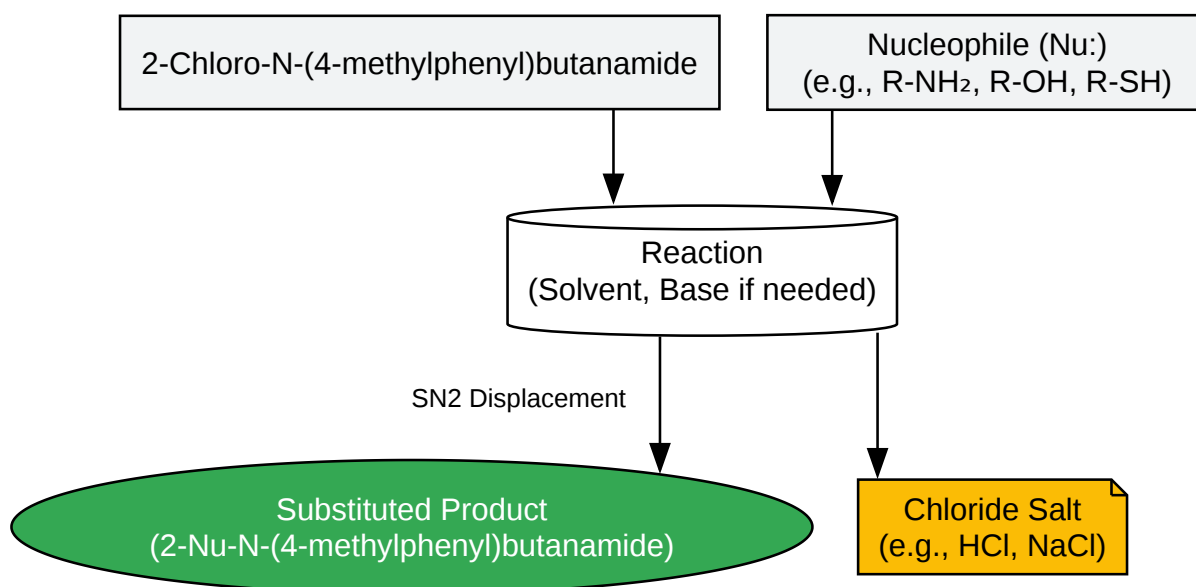 2-Chloro-N-(4-methylphenyl)butanamide
Nucleophile (Nu:)
(e.g., R-NH₂, R-OH, R-SH)
Reaction
(Solvent, Base if needed)
SN2 Displacement
Substituted Product
(2-Nu-N-(4-methylphenyl)butanamide)
Chloride Salt
(e.g., HCl, NaCl)